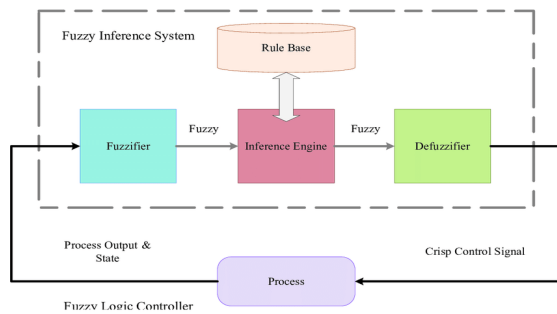 Fuzzy Inference System
Rule Base
Fuzzifier
Fuzzy
Inference Engine
Fuzzy
Defuzzifier
Process Output &
State
Crisp Control Signal
Process
Fuzzy Logic Controller